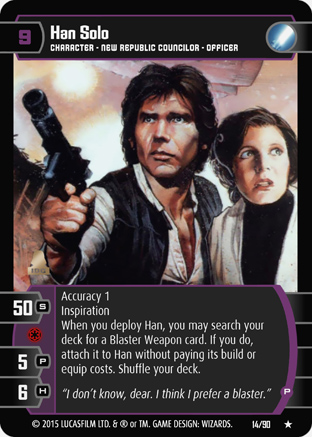 9
Han Solo
CHARACTER - NEW REPUBLIC COUNCILOR - OFFICER
50 S
5 P
6 H
Accuracy 1
Inspiration
When you deploy Han, you may search your
deck for a Blaster Weapon card. If you do,
attach it to Han without paying its build or
equip costs. Shuffle your deck.
"I don't know, dear. I think I prefer a blaster."
P
© 2015 LUCASFILM LTD. & ® OR TM. GAME DESIGN: WIZARDS.
14/90